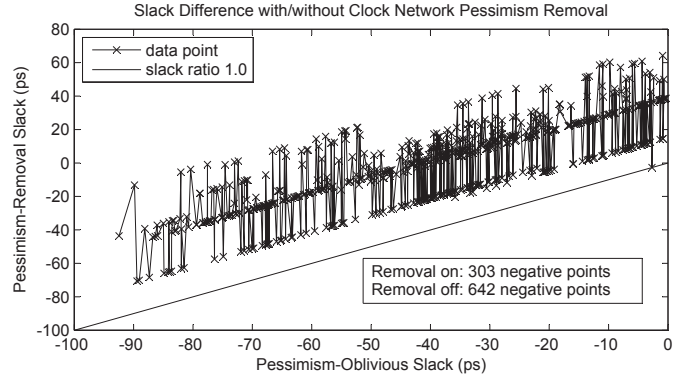 Slack Difference with/without Clock Network Pessimism Removal
Pessimism-Removal Slack (ps)
80
60
40
20
0
-20
-40
-60
-80
-100
data point
slack ratio 1.0
Removal on: 303 negative points
Removal off: 642 negative points
-100 -90 -80 -70 -60 -50 -40 -30 -20 -10 0
Pessimism-Oblivious Slack (ps)